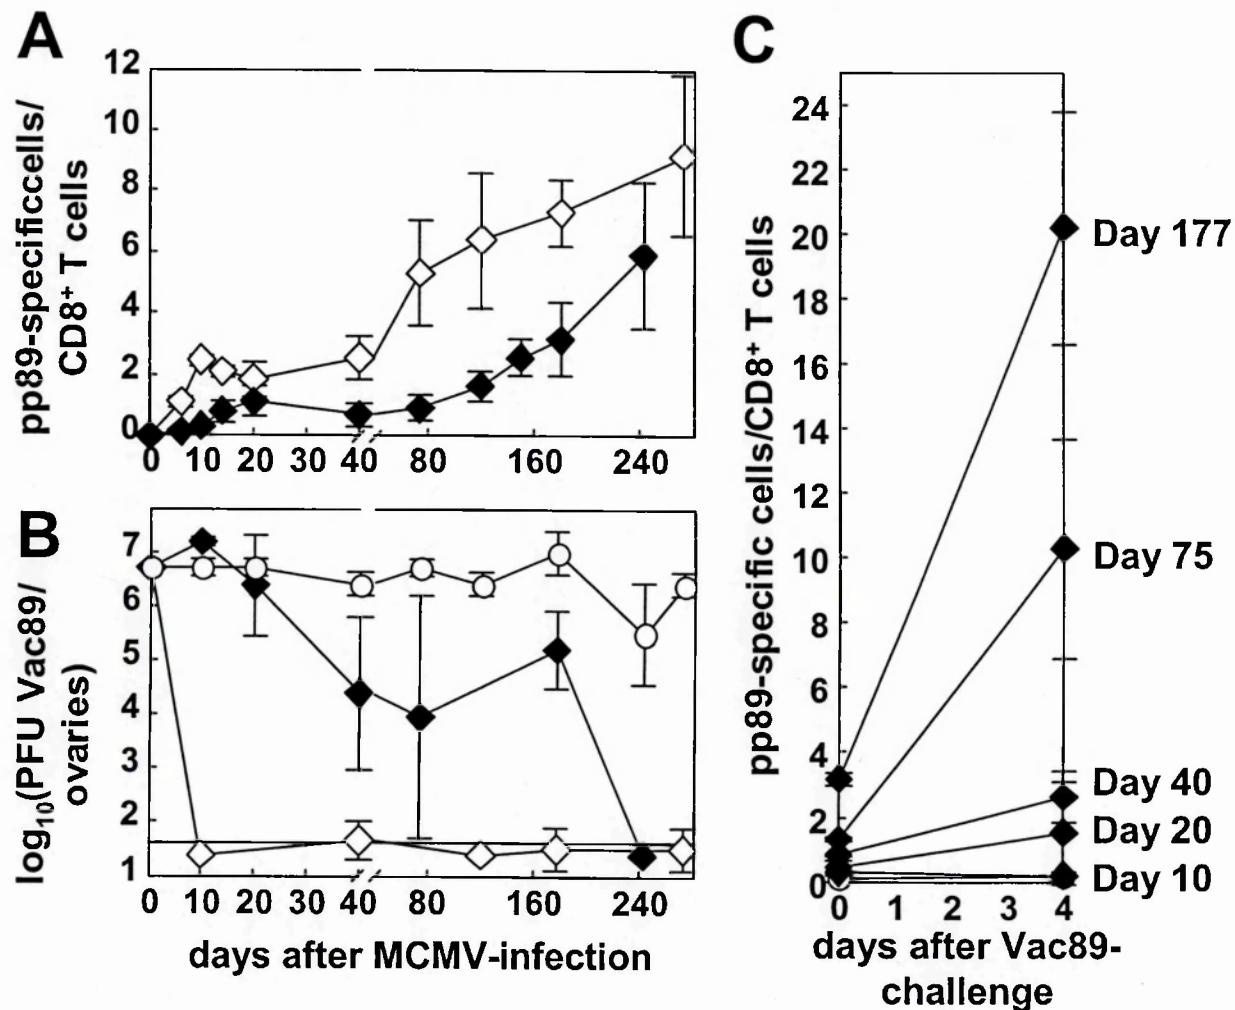 A
pp89-specificcells/
CD8⁺ T cells
12
10
8
6
4
2
0
0 10 20 30 40 80 160 240
B
log₁₀(PFU Vac89/
ovaries)
7
6
5
4
3
2
1
0 10 20 30 40 80 160 240
days after MCMV-infection
C
pp89-specific cells/CD8⁺ T cells
24
22
20
18
16
14
12
10
8
6
4
2
0
Day 177
Day 75
Day 40
Day 20
Day 10
0 1 2 3 4
days after Vac89-
challenge